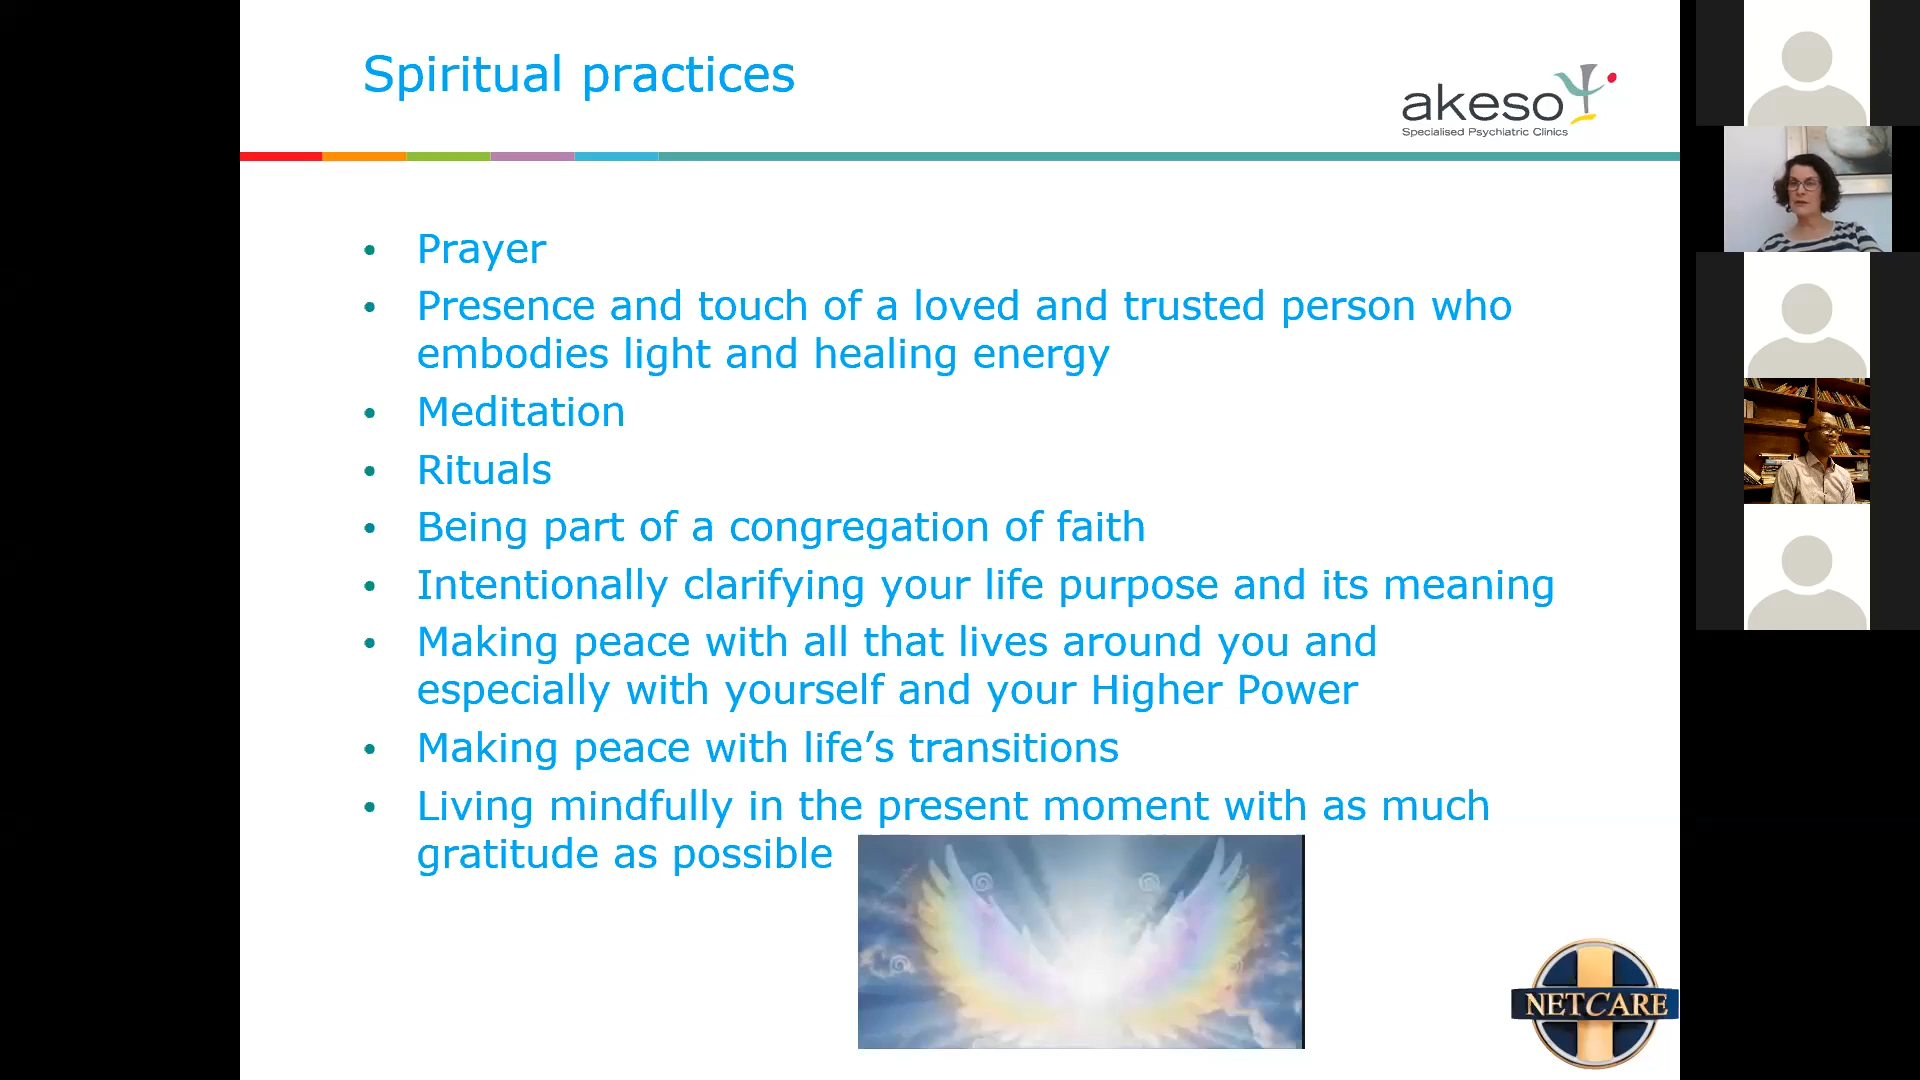 Spiritual practices
akeso
Specialised Psychiatric Clinics
• Prayer
• Presence and touch of a loved and trusted person who
embodies light and healing energy
• Meditation
• Rituals
• Being part of a congregation of faith
• Intentionally clarifying your life purpose and its meaning
• Making peace with all that lives around you and
especially with yourself and your Higher Power
• Making peace with life’s transitions
• Living mindfully in the present moment with as much
gratitude as possible
NETCARE